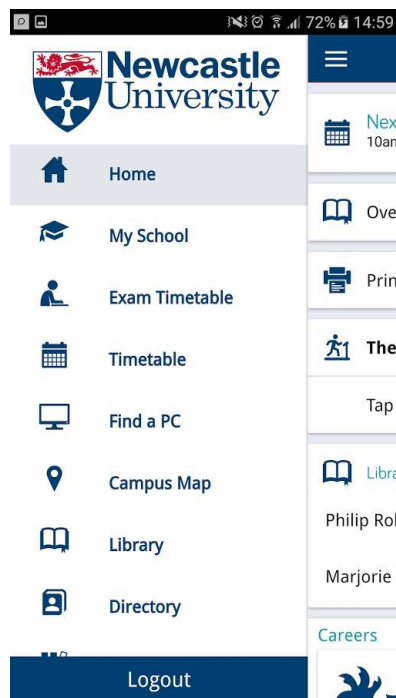 72% 14:59
Newcastle
University
Home
My School
Exam Timetable
Timetable
Find a PC
Campus Map
Library
Directory
Logout
Nex
10am
Ove
Prin
The
Tap
Libra
Philip Rol
Marjorie
Careers